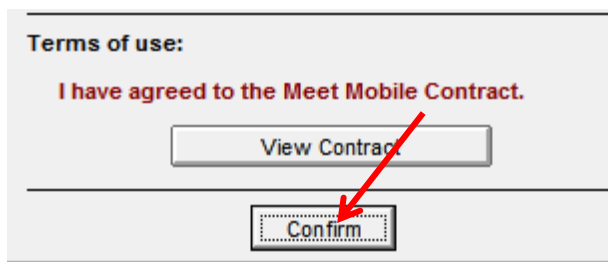 Terms of use:
I have agreed to the Meet Mobile Contract.
View Contract
Confirm